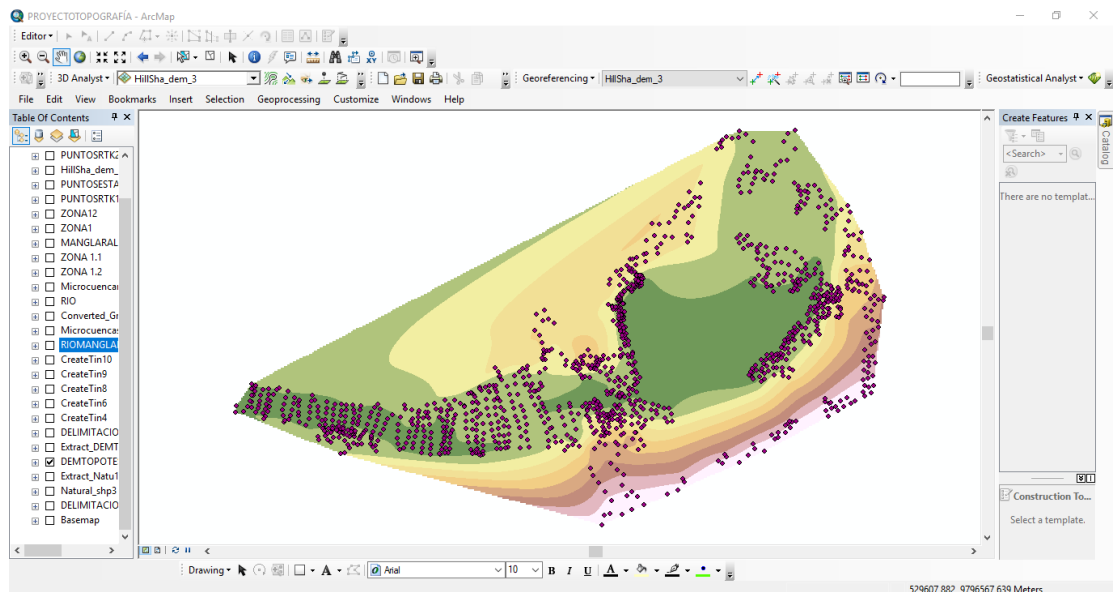 PROYECTOTOPOGRAFÍA - ArcMap
Editor
3D Analyst HillSha_dem_3 Georeferencing HillSha_dem_3 Geostatistical Analyst
File Edit View Bookmarks Insert Selection Geoprocessing Customize Windows Help
Table Of Contents
PUNTOSRTK2
HillSha_dem_
PUNTOSESTA
PUNTOSRTK1
ZONA12
ZONA1
MANGLARAL
ZONA 1.1
ZONA 1.2
Microcuencas
RIO
Converted_Gr
Microcuencas
RIOMANGLAI
CreateTin10
CreateTin9
CreateTin8
CreateTin6
CreateTin4
DELIMITACIO
Extract_DEMT
DEMTOPOTE
Extract_Natu1
Natural_shp3
DELIMITACIO
Basemap
Create Features
Catalog
<Search>
There are no templat...
Construction To...
Select a template.
Drawing A Arial 10 B I U A
529607,882 9796567,639 Meters